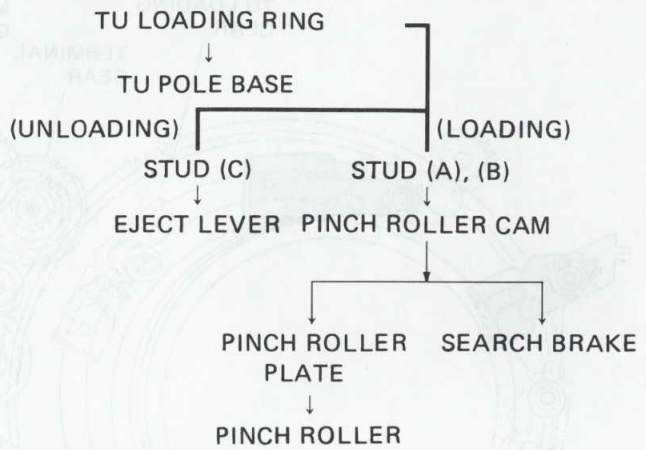 TU LOADING RING
↓
TU POLE BASE
(UNLOADING) (LOADING)
STUD (C) STUD (A), (B)
↓ ↓
EJECT LEVER PINCH ROLLER CAM
PINCH ROLLER SEARCH BRAKE
PLATE
↓
PINCH ROLLER
TERMINAL